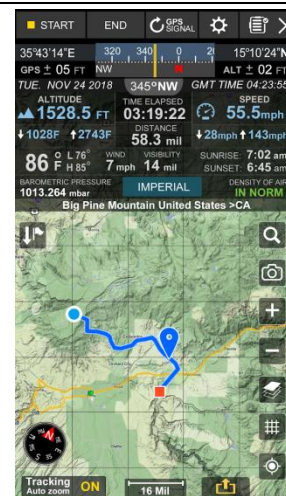 START END GPS SIGNAL
35°43'14"E 320 340 0 2( 15°10'24"N
GPS ± 05 FT NW N ALT ± 02 FT
TUE. NOV 24 2018 345°NW GMT TIME 04:23:55
ALTITUDE TIME ELAPSED SPEED
1528.5 FT 03:19:22 55.5mph
DISTANCE
1028F 2743F 58.3 mil 28mph 143mph
86 °F L 76° H 85° WIND 7 mph VISIBILITY 14 mil SUNRISE: 7:02 am
SUNSET: 6:45 am
BAROMETRIC PRESSURE IMPERIAL DENSITY OF AIR
1013.264 mbar IN NORM
Big Pine Mountain United States >CA
N
Tracking ON
Auto zoom
16 Mil